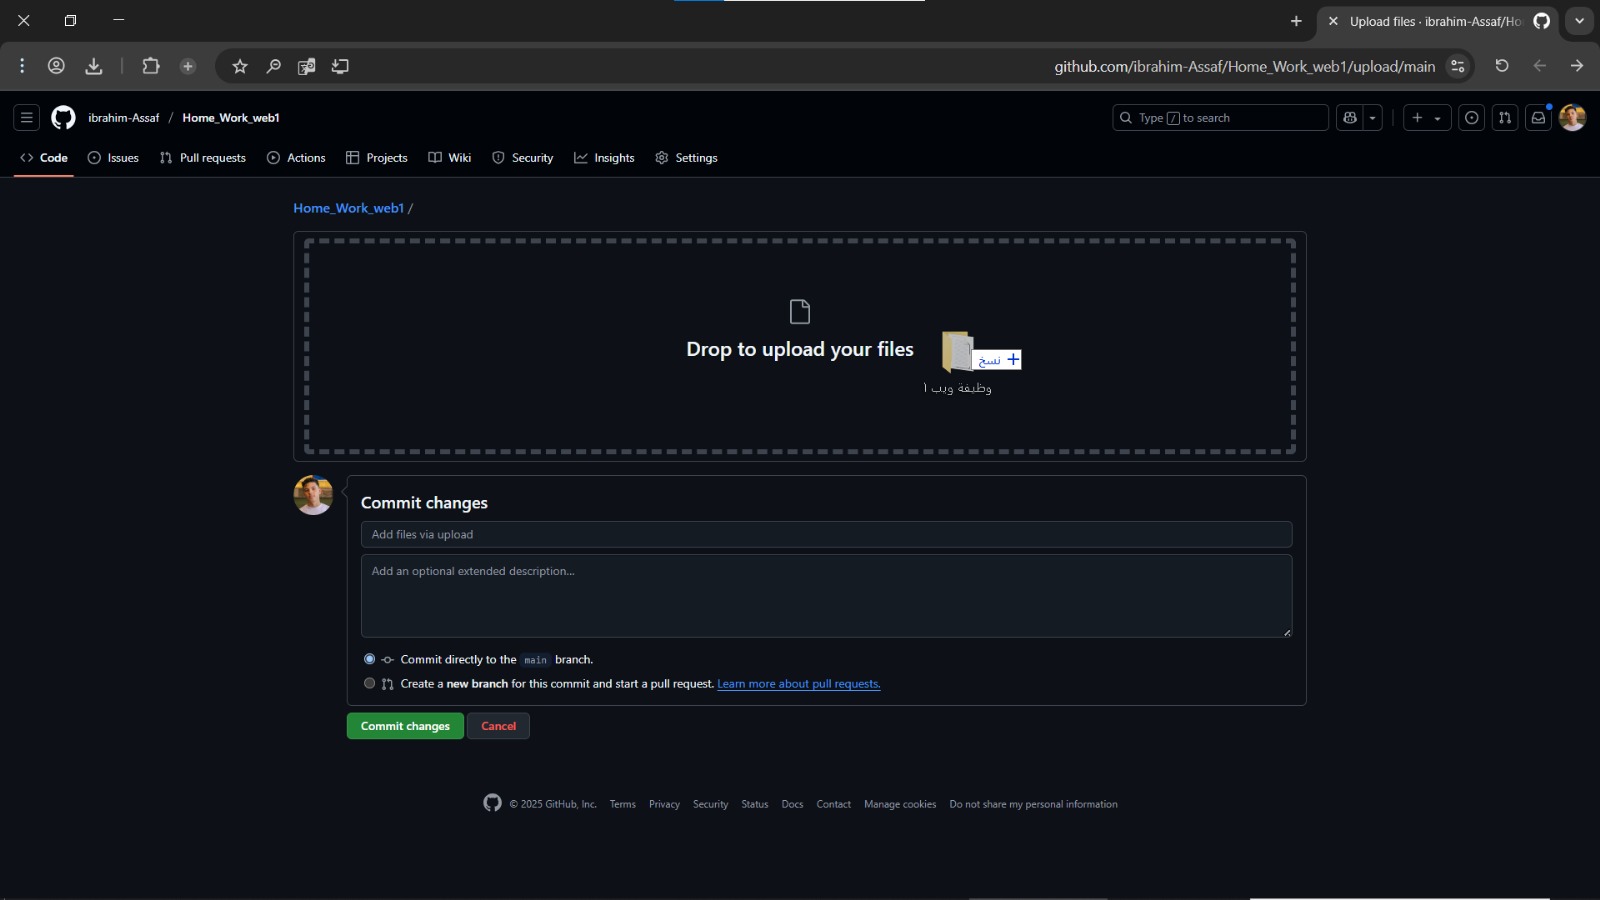 Upload files · ibrahim-Assaf/Ho
github.com/ibrahim-Assaf/Home_Work_web1/upload/main
ibrahim-Assaf / Home_Work_web1
Type / to search
Code
Issues
Pull requests
Actions
Projects
Wiki
Security
Insights
Settings
Home_Work_web1 /
Drop to upload your files
نسخ
وظيفة ويب ١
Commit changes
Add files via upload
Add an optional extended description...
Commit directly to the main branch.
Create a new branch for this commit and start a pull request. Learn more about pull requests.
Commit changes
Cancel
© 2025 GitHub, Inc. Terms Privacy Security Status Docs Contact Manage cookies Do not share my personal information